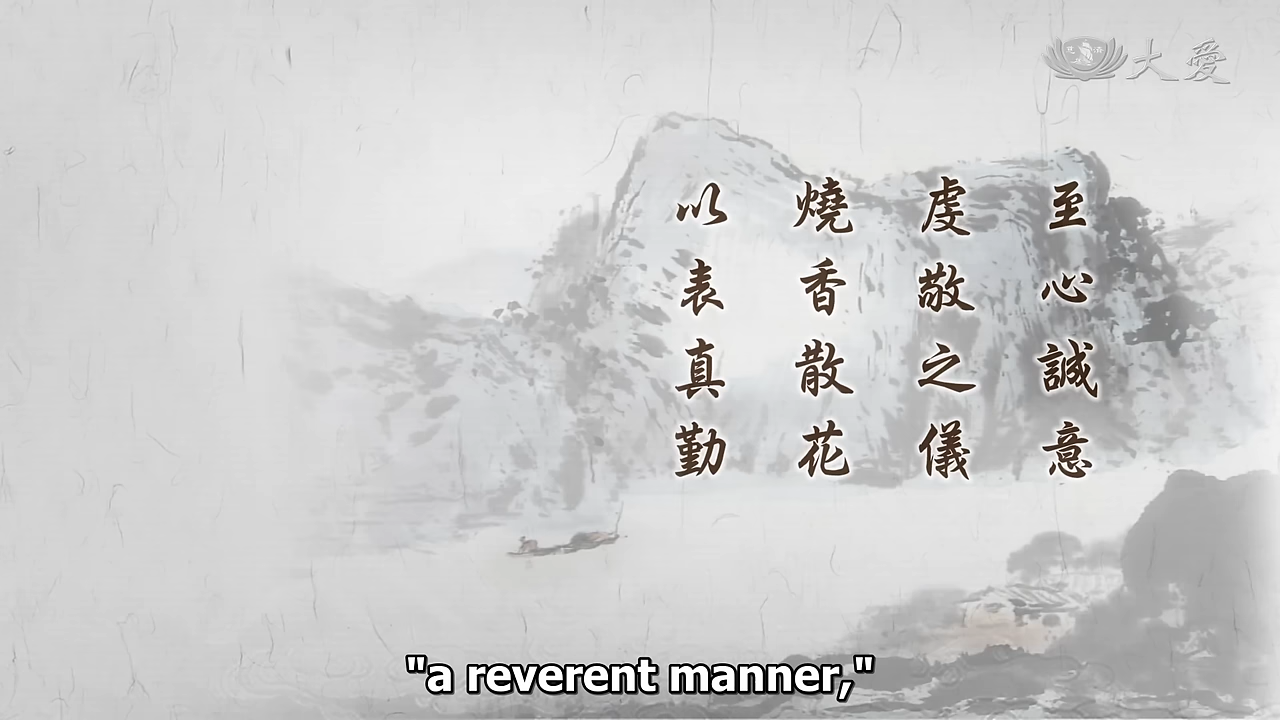 大愛
至心誠意
虔敬之儀
燒香散花
以表真勤
"a reverent manner,"